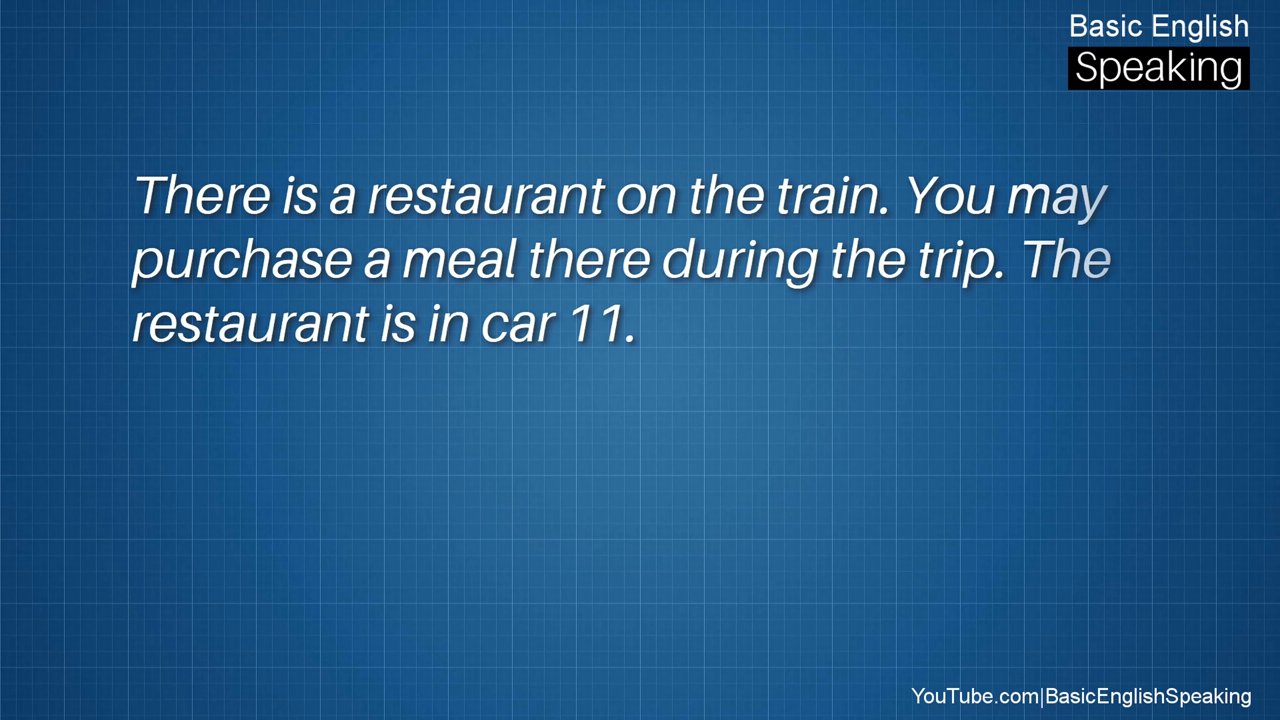 Basic English
Speaking
There is a restaurant on the train. You may
purchase a meal there during the trip. The
restaurant is in car 11.
YouTube.com|BasicEnglishSpeaking